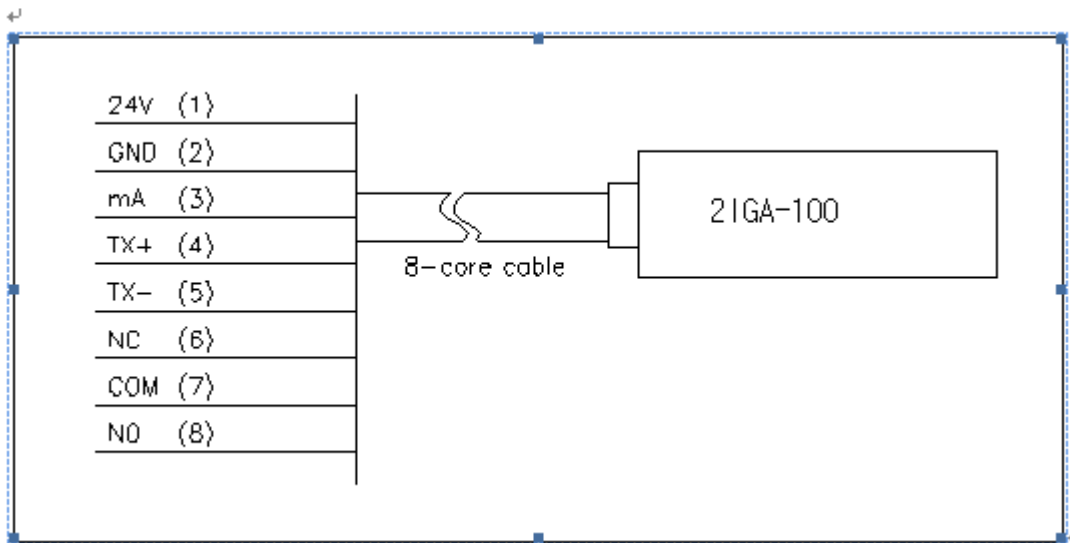 ↵
24V (1)
GND (2)
mA (3)
TX+ (4)
TX- (5)
NC (6)
COM (7)
NO (8)
8-core cable
2IGA-100